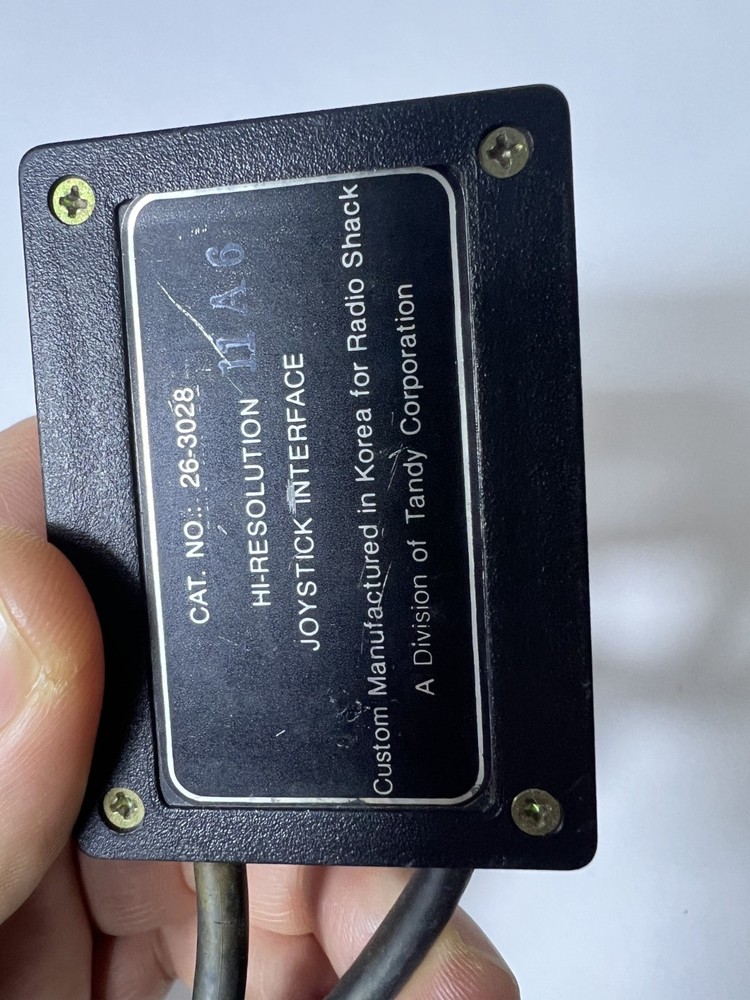 CAT. NO.: 26-3028
HI-RESOLUTION 11A6
JOYSTICK INTERFACE
Custom Manufactured in Korea for Radio Shack
A Division of Tandy Corporation